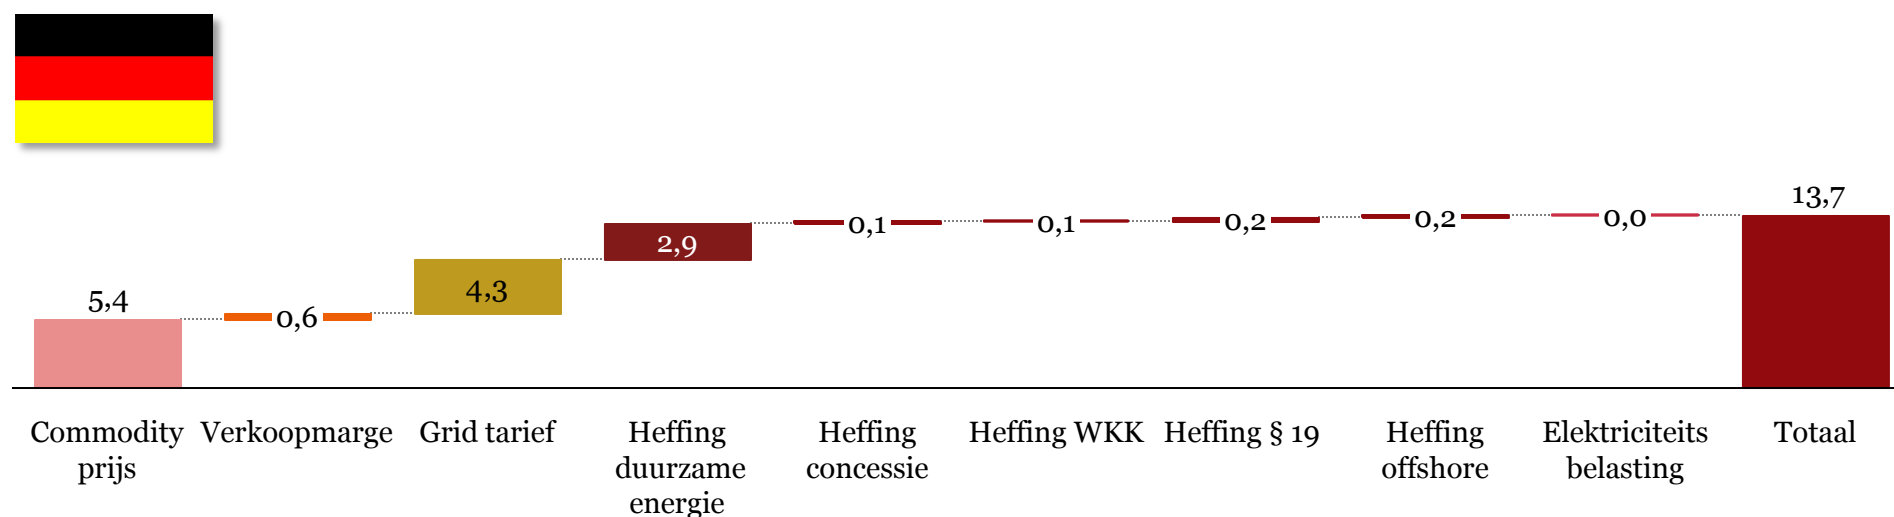 13,7
5,4
0,6
4,3
2,9
0,1
0,1
0,2
0,2
0,0
Commodity
prijs
Verkoopmarge
Grid tarief
Heffing
duurzame
energie
Heffing
concessie
Heffing WKK
Heffing § 19
Heffing
offshore
Elektriciteits
belasting
Totaal